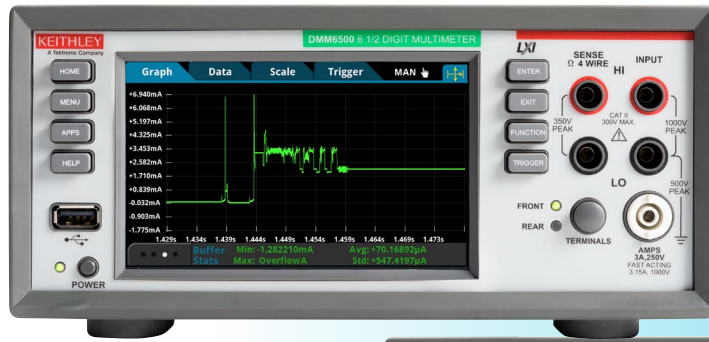 KEITHLEY
A Tektronix Company
DMM6500 6 1/2 DIGIT MULTIMETER
LXI
HOME
MENU
APPS
HELP
POWER
Graph Data Scale Trigger MAN
+6.940mA
+6.068mA
+5.197mA
+4.325mA
+3.453mA
+2.582mA
+1.710mA
+0.839mA
-0.032mA
-0.903mA
-1.775mA
1.429s 1.434s 1.439s 1.444s 1.449s 1.454s 1.459s 1.464s 1.469s 1.473s
Buffer Min: -1.282210mA Avg: +70.16892µA
Stats Max: OverflowA Std: +547.4197µA
ENTER
EXIT
FUNCTION
TRIGGER
SENSE
Ω 4 WIRE
HI
INPUT
350V
PEAK
CAT II
300V MAX.
1000V
PEAK
LO
500V
PEAK
FRONT
REAR
TERMINALS
AMPS
3A,250V
FAST ACTING
3.15A, 1000V